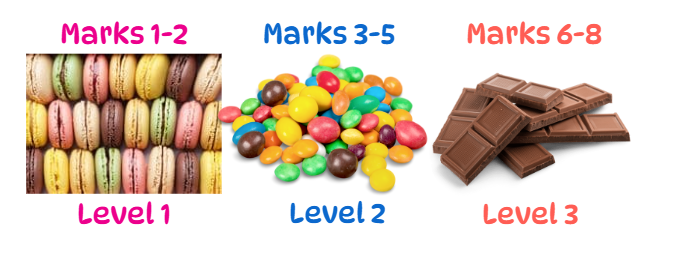 Marks 1-2
Marks 3-5
Marks 6-8
Level 1
Level 2
Level 3